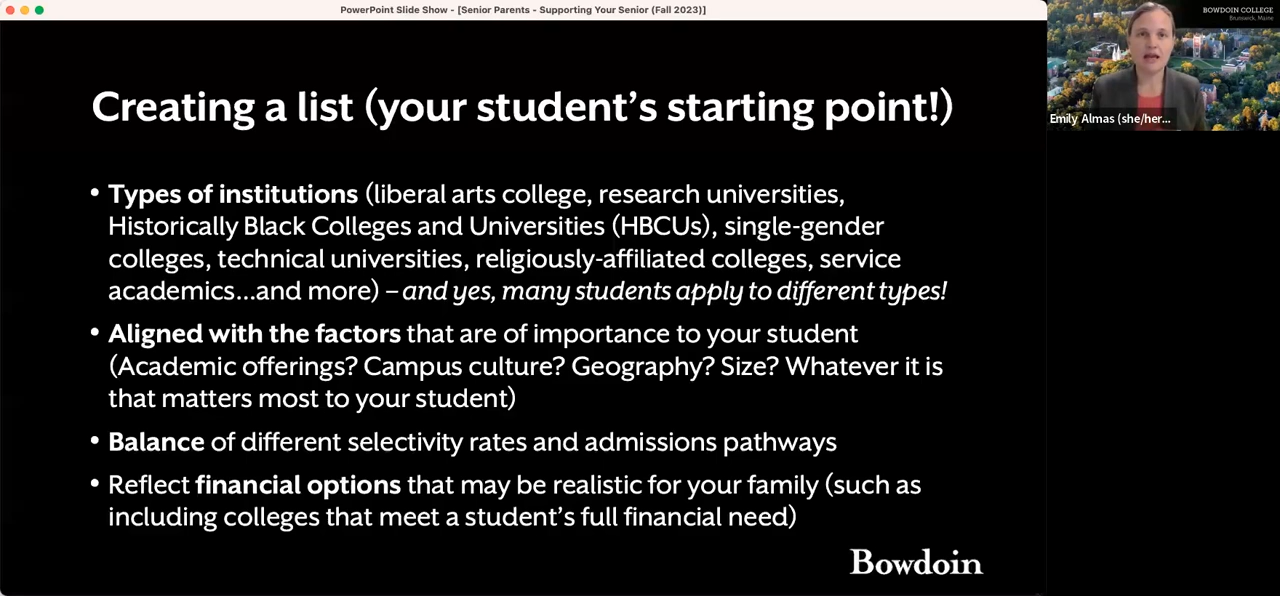 PowerPoint Slide Show - [Senior Parents - Supporting Your Senior (Fall 2023)]
BOWDOIN COLLEGE
Brunswick, Maine
Emily Almas (she/her...
Creating a list (your student’s starting point!)
• Types of institutions (liberal arts college, research universities,
Historically Black Colleges and Universities (HBCUs), single-gender
colleges, technical universities, religiously-affiliated colleges, service
academics...and more) – and yes, many students apply to different types!
• Aligned with the factors that are of importance to your student
(Academic offerings? Campus culture? Geography? Size? Whatever it is
that matters most to your student)
• Balance of different selectivity rates and admissions pathways
• Reflect financial options that may be realistic for your family (such as
including colleges that meet a student’s full financial need)
Bowdoin